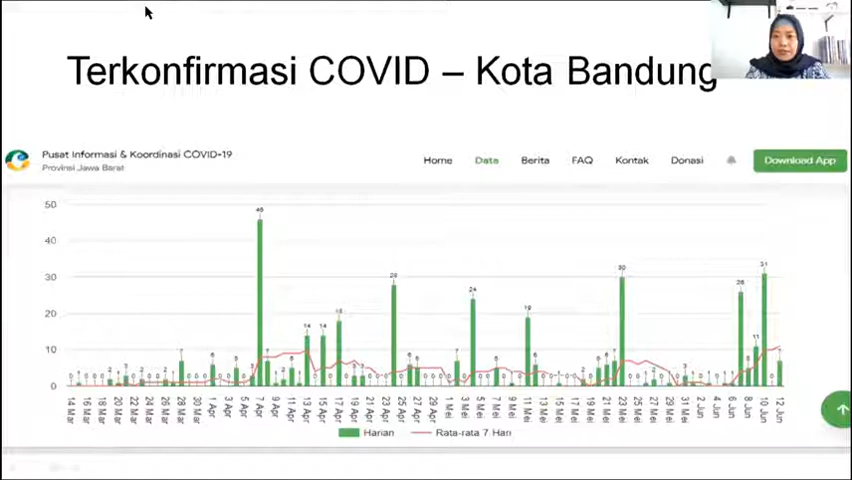 Terkonfirmasi COVID – Kota Bandung
Pusat Informasi & Koordinasi COVID-19
Provinsi Jawa Barat
Home Data Berita FAQ Kontak Donasi Download App
50
40
30
20
10
0
46
28
24
30
31
26
19
18
14 14
11
14 Mar 16 Mar 18 Mar 20 Mar 22 Mar 24 Mar 26 Mar 28 Mar 30 Mar 1 Apr 3 Apr 5 Apr 7 Apr 9 Apr 11 Apr 13 Apr 15 Apr 17 Apr 19 Apr 21 Apr 23 Apr 25 Apr 27 Apr 29 Apr 1 Mei 3 Mei 5 Mei 7 Mei 9 Mei 11 Mei 13 Mei 15 Mei 17 Mei 19 Mei 21 Mei 23 Mei 25 Mei 27 Mei 29 Mei 31 Mei 2 Jun 4 Jun 6 Jun 8 Jun 10 Jun 12 Jun
Harian Rata-rata 7 Hari